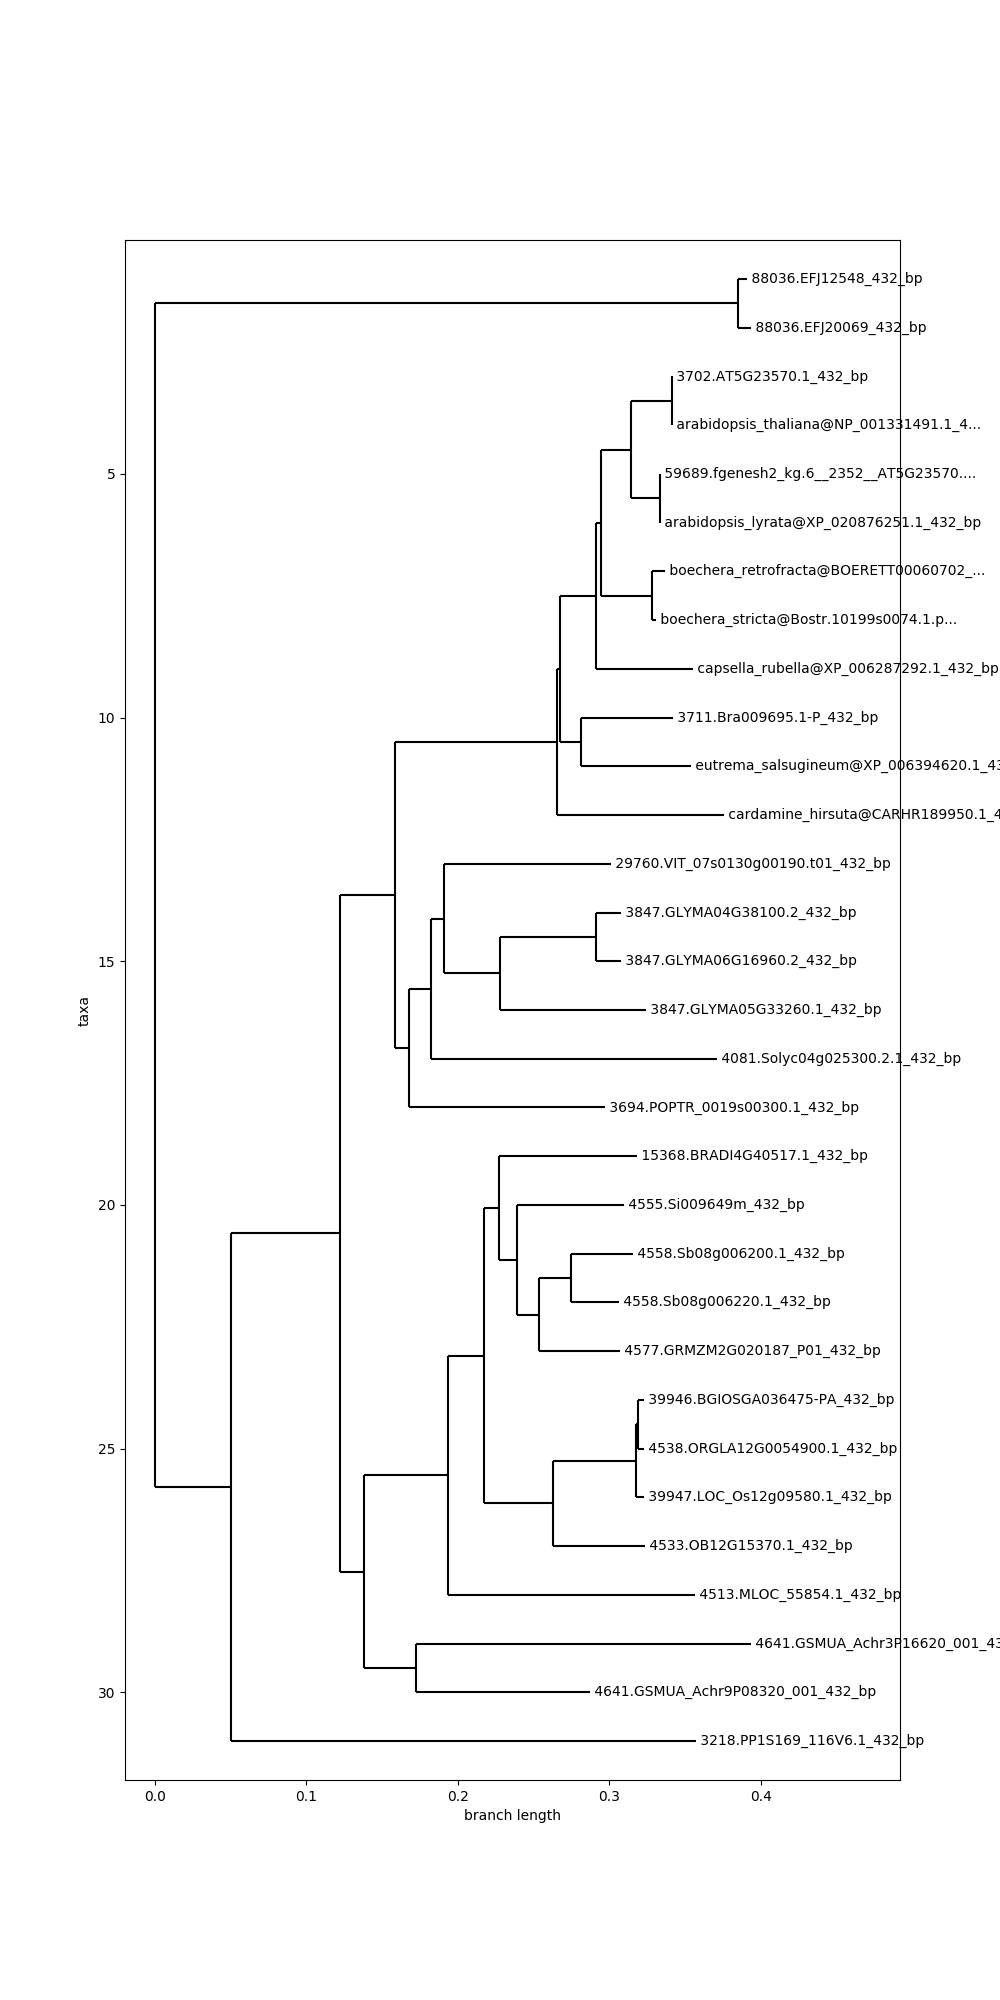 88036.EFJ12548_432_bp
88036.EFJ20069_432_bp
3702.AT5G23570.1_432_bp
arabidopsis_thaliana@NP_001331491.1_4...
59689.fgenesh2_kg.6__2352__AT5G23570....
5
arabidopsis_lyrata@XP_020876251.1_432_bp
boechera_retrofracta@BOERETT00060702_...
boechera_stricta@Bostr.10199s0074.1.p...
capsella_rubella@XP_006287292.1_432_bp
3711.Bra009695.1-P_432_bp
10
eutrema_salsugineum@XP_006394620.1_43
cardamine_hirsuta@CARHR189950.1_4
29760.VIT_07s0130g00190.t01_432_bp
3847.GLYMA04G38100.2_432_bp
3847.GLYMA06G16960.2_432_bp
15
3847.GLYMA05G33260.1_432_bp
taxa
4081.Solyc04g025300.2.1_432_bp
3694.POPTR_0019s00300.1_432_bp
15368.BRADI4G40517.1_432_bp
4555.Si009649m_432_bp
20
4558.Sb08g006200.1_432_bp
4558.Sb08g006220.1_432_bp
4577.GRMZM2G020187_P01_432_bp
39946.BGIOSGA036475-PA_432_bp
4538.ORGLA12G0054900.1_432_bp
25
39947.LOC_Os12g09580.1_432_bp
4533.OB12G15370.1_432_bp
4513.MLOC_55854.1_432_bp
4641.GSMUA_Achr3P16620_001_43
4641.GSMUA_Achr9P08320_001_432_bp
30
3218.PP1S169_116V6.1_432_bp
0.0 0.1 0.2 0.3 0.4
branch length